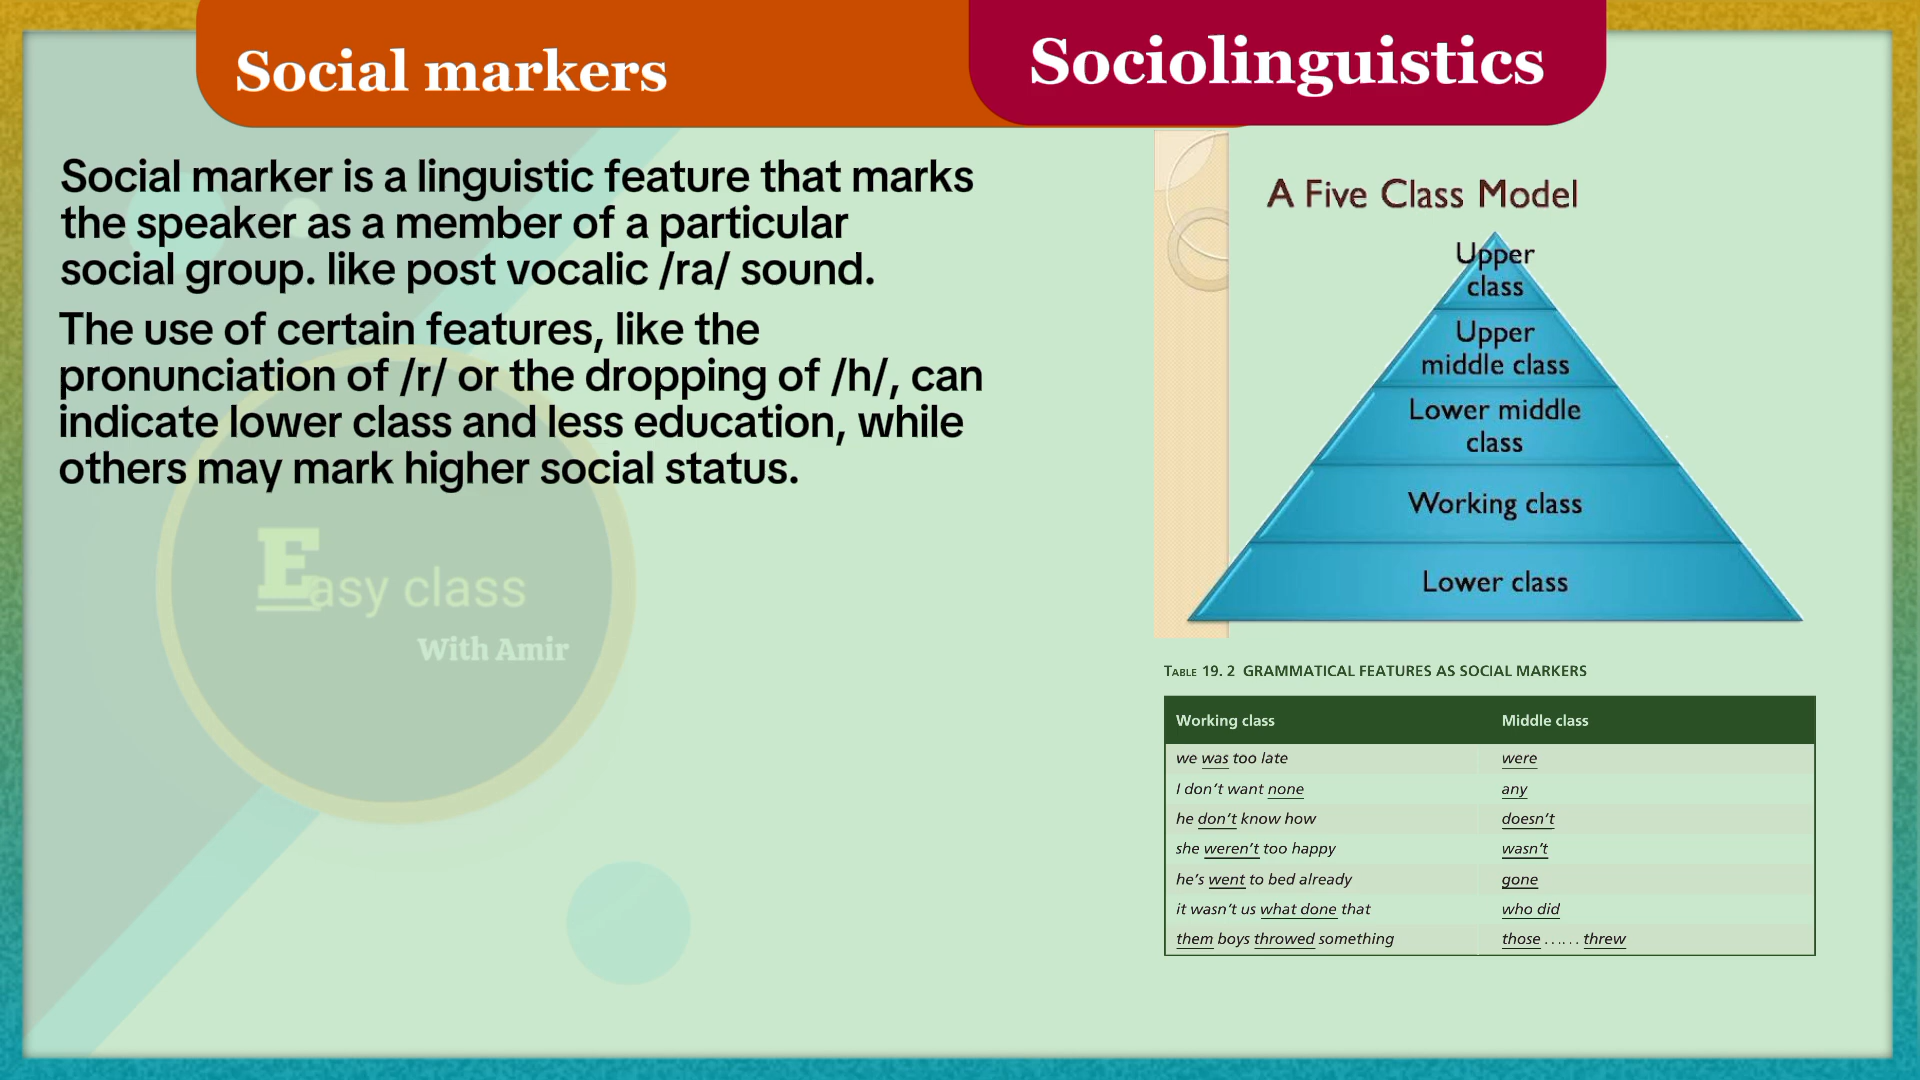 Social markers
Sociolinguistics
Social marker is a linguistic feature that marks
the speaker as a member of a particular
social group. like post vocalic /ra/ sound.
The use of certain features, like the
pronunciation of /r/ or the dropping of /h/, can
indicate lower class and less education, while
others may mark higher social status.
Easy class
With Amir
A Five Class Model
Upper
class
Upper
middle class
Lower middle
class
Working class
Lower class
TABLE 19. 2 GRAMMATICAL FEATURES AS SOCIAL MARKERS
Working class Middle class
we was too late were
I don't want none any
he don't know how doesn't
she weren't too happy wasn't
he's went to bed already gone
it wasn't us what done that who did
them boys throwed something those . . . . . . threw